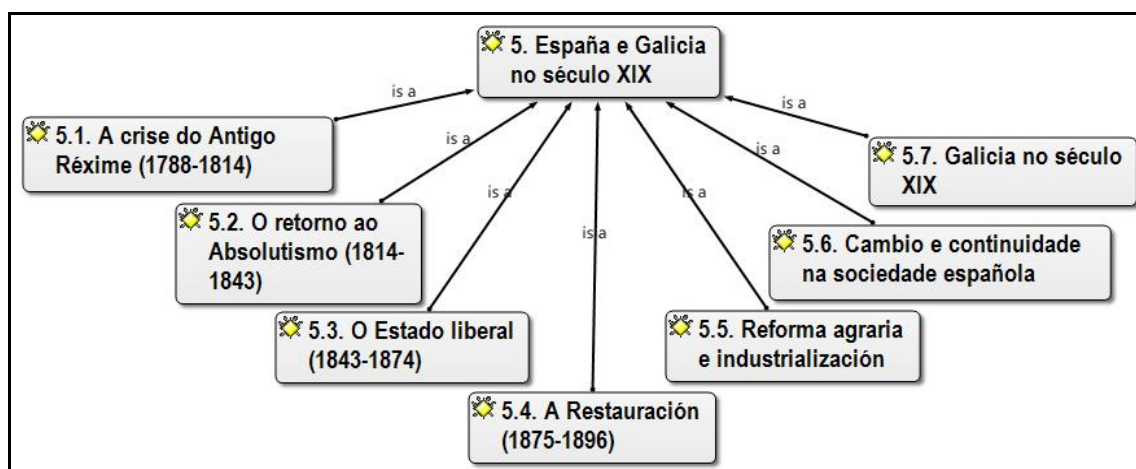 5. España e Galicia
no século XIX
is a
5.1. A crise do Antigo
Réxime (1788-1814)
is a
5.2. O retorno ao
Absolutismo (1814-
1843)
is a
5.3. O Estado liberal
(1843-1874)
is a
5.4. A Restauración
(1875-1896)
is a
5.5. Reforma agraria
e industrialización
is a
5.6. Cambio e continuidade
na sociedade española
is a
5.7. Galicia no século
XIX